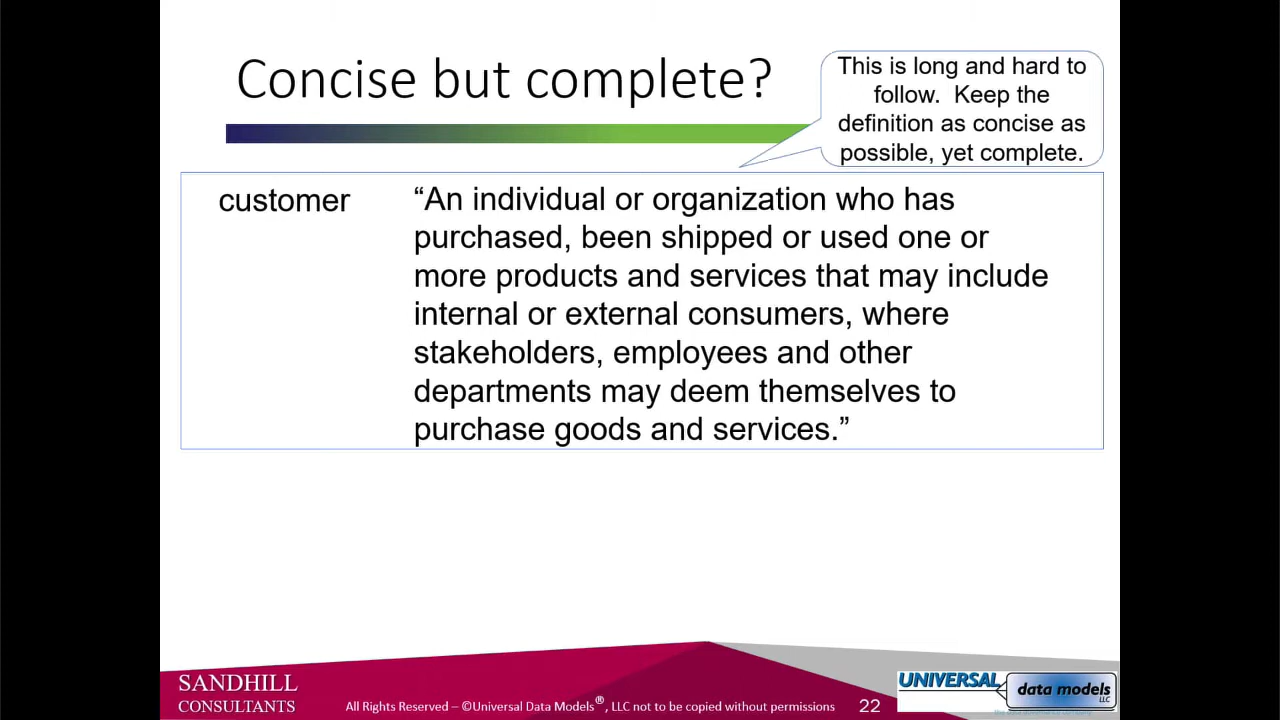 Concise but complete?
This is long and hard to
follow.  Keep the
definition as concise as
possible, yet complete.
customer
“An individual or organization who has
purchased, been shipped or used one or
more products and services that may include
internal or external consumers, where
stakeholders, employees and other
departments may deem themselves to
purchase goods and services.”
SANDHILL
CONSULTANTS
All Rights Reserved – ©Universal Data Models®, LLC not to be copied without permissions
22
UNIVERSAL
data models
LLC